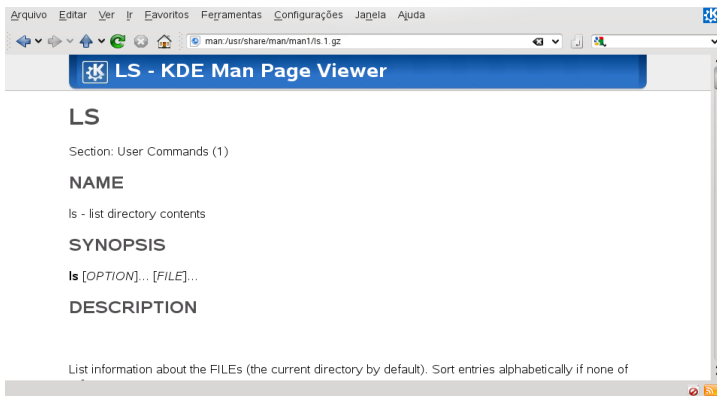 Arquivo Editar Ver Ir Favoritos Ferramentas Configurações Janela Ajuda
man:/usr/share/man/man1/ls.1.gz
LS - KDE Man Page Viewer
LS
Section: User Commands (1)
NAME
ls - list directory contents
SYNOPSIS
ls [OPTION]... [FILE]...
DESCRIPTION
List information about the FILEs (the current directory by default). Sort entries alphabetically if none of